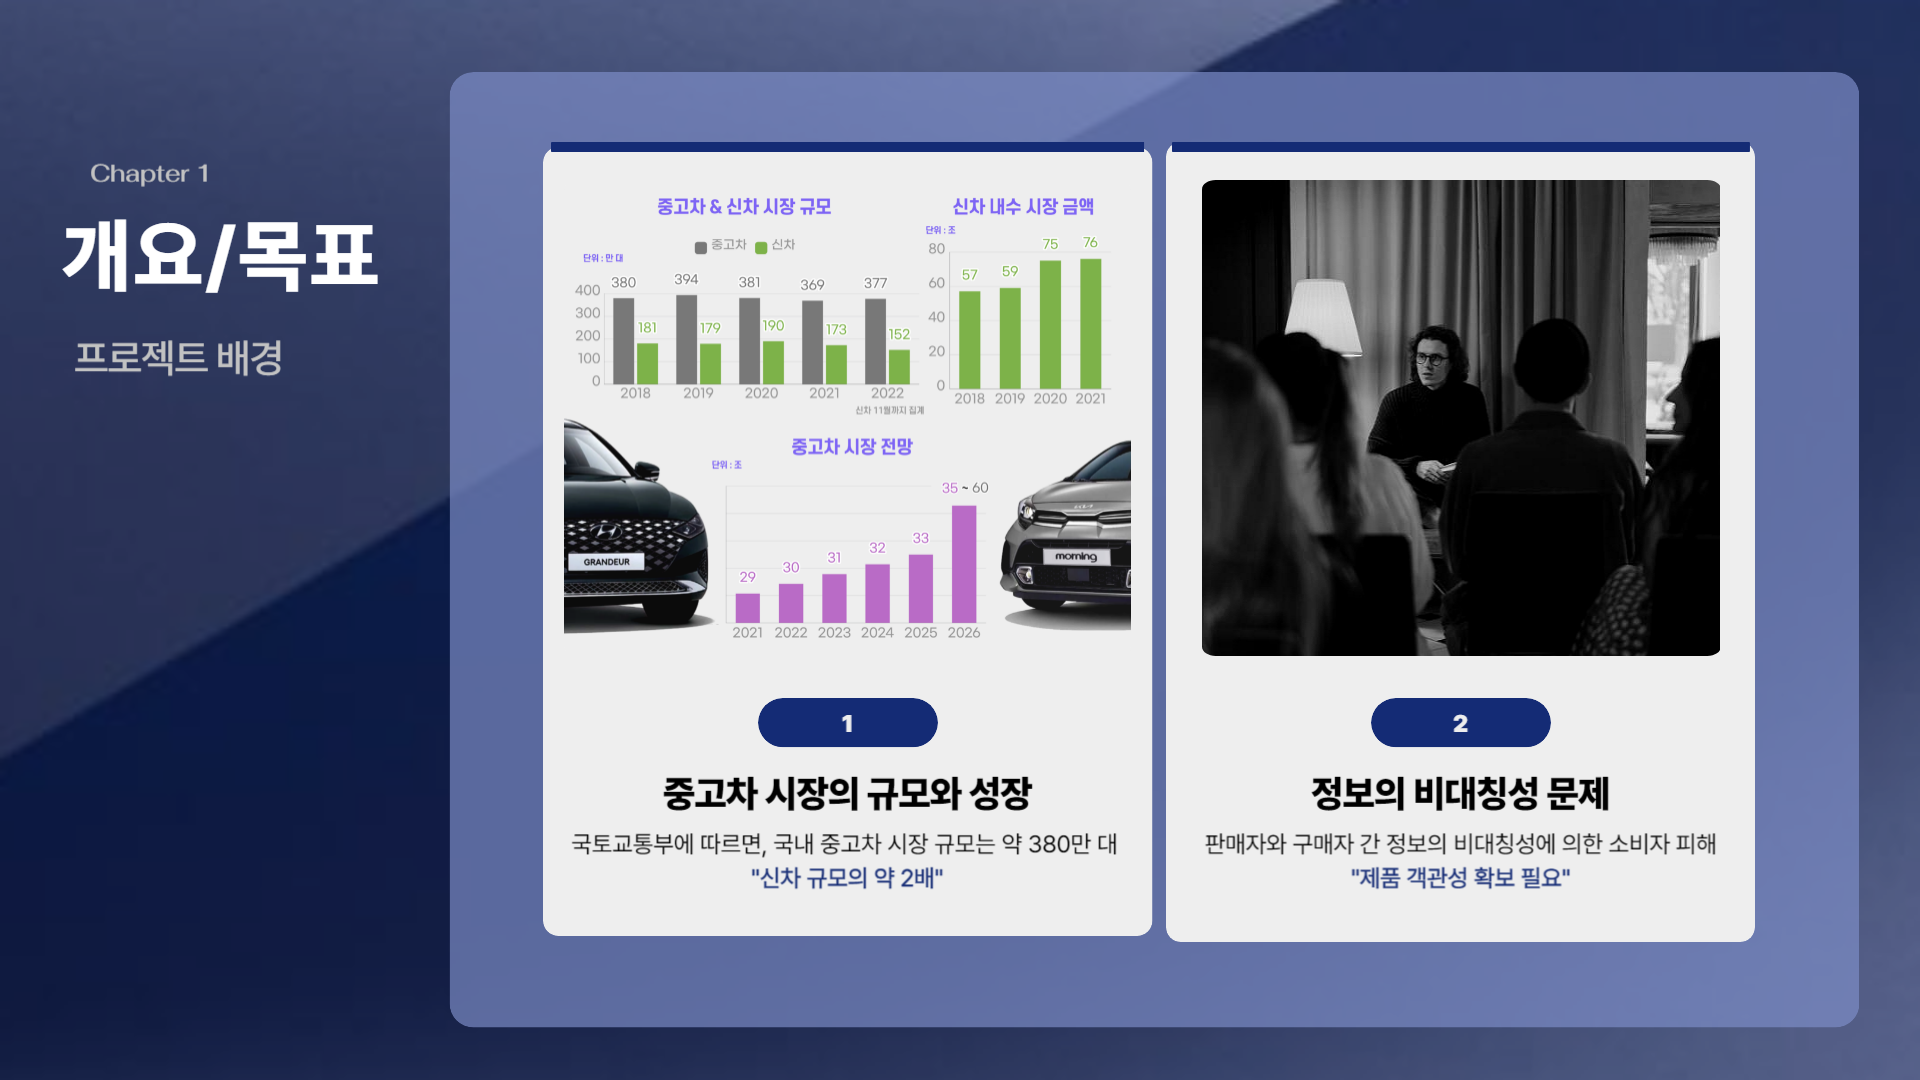 Chapter 1
개요/목표
프로젝트 배경
중고차 & 신차 시장 규모
중고차 신차
단위 : 만 대
400
300
200
100
0
380 394 381 369 377
181 179 190 173 152
2018 2019 2020 2021 2022
신차 11월까지 집계
신차 내수 시장 금액
단위 : 조
80
60
40
20
0
57 59 75 76
2018 2019 2020 2021
중고차 시장 전망
단위 : 조
29 30 31 32 33 35 ~ 60
2021 2022 2023 2024 2025 2026
GRANDEUR
morning
1
중고차 시장의 규모와 성장
국토교통부에 따르면, 국내 중고차 시장 규모는 약 380만 대
"신차 규모의 약 2배"
2
정보의 비대칭성 문제
판매자와 구매자 간 정보의 비대칭성에 의한 소비자 피해
"제품 객관성 확보 필요"